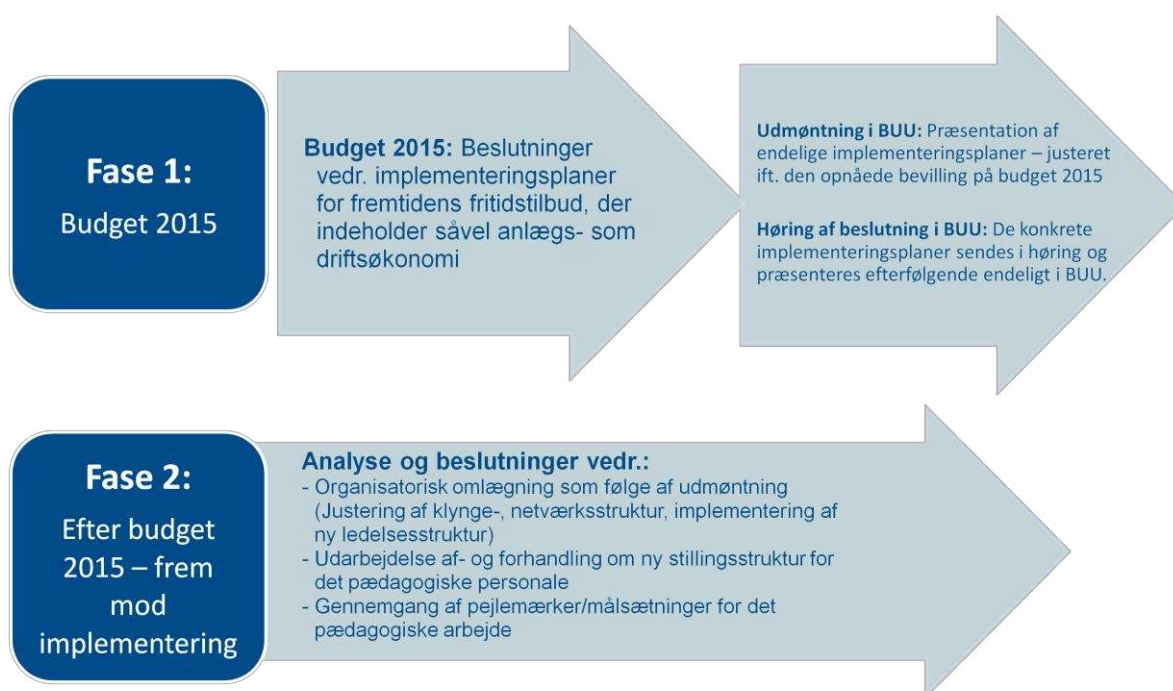 Fase 1:
Budget 2015
Budget 2015: Beslutninger
vedr. implementeringsplaner
for fremtidens fritidstilbud, der
indeholder såvel anlægs- som
driftsøkonomi
Udmøntning i BUU: Præsentation af
endelige implementeringsplaner – justeret
ift. den opnåede bevilling på budget 2015
Høring af beslutning i BUU: De konkrete
implementeringsplaner sendes i høring og
præsenteres efterfølgende endeligt i BUU.
Fase 2:
Efter budget
2015 – frem
mod
implementering
Analyse og beslutninger vedr.:
- Organisatorisk omlægning som følge af udmøntning
(Justering af klynge-, netværksstruktur, implementering af
ny ledelsesstruktur)
- Udarbejdelse af- og forhandling om ny stillingsstruktur for
det pædagogiske personale
- Gennemgang af pejlemærker/målsætninger for det
pædagogiske arbejde